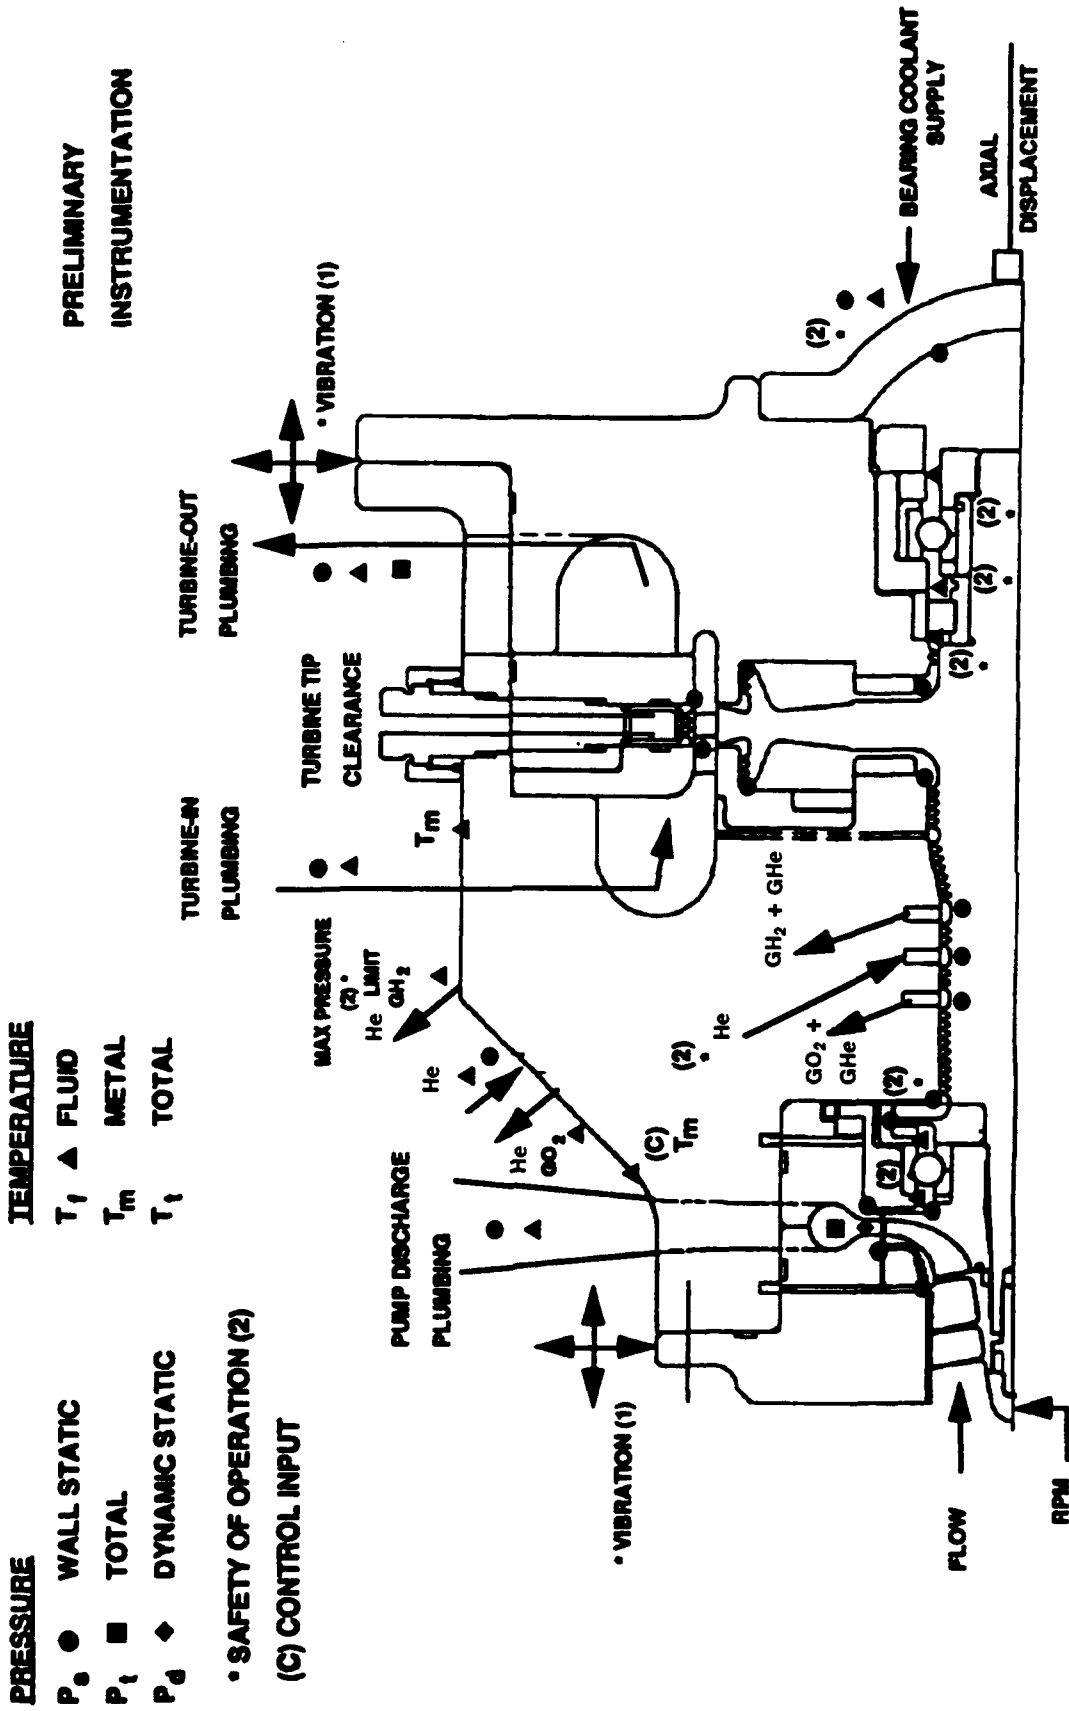 PRELIMINARY
INSTRUMENTATION
PRESSURE
Ps ● WALL STATIC
Pt ■ TOTAL
Pd ◆ DYNAMIC STATIC
TEMPERATURE
Tf ▲ FLUID
Tm METAL
Tt TOTAL
* SAFETY OF OPERATION (2)
(C) CONTROL INPUT
* VIBRATION (1)
PUMP DISCHARGE
PLUMBING
He
GO2
He
MAX PRESSURE
(2) *
LIMIT
He GH2
TURBINE-IN
PLUMBING
Tm
TURBINE TIP
CLEARANCE
TURBINE-OUT
PLUMBING
* VIBRATION (1)
(C)
Tm
(2)
*
He
GO2 +
GHe
GH2 + GHe
(2)
*
(2)
(2)
*
(2)
*
(2)
*
(2)
*
BEARING COOLANT
SUPPLY
AXIAL
DISPLACEMENT
FLOW
RPM